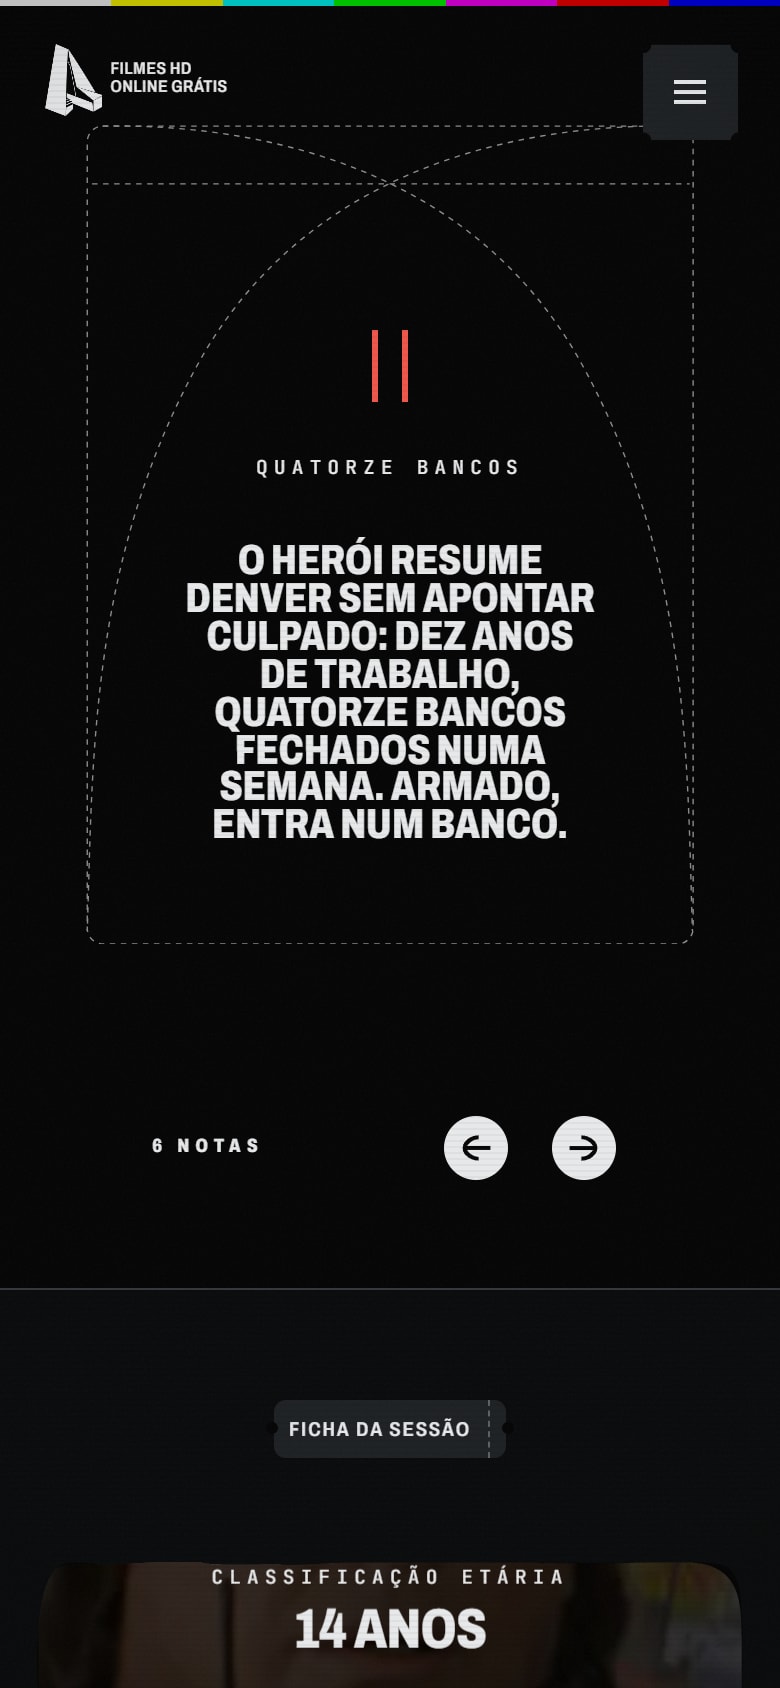 FILMES HD
ONLINE GRÁTIS
QUATORZE BANCOS
O HERÓI RESUME
DENVER SEM APONTAR
CULPADO: DEZ ANOS
DE TRABALHO,
QUATORZE BANCOS
FECHADOS NUMA
SEMANA. ARMADO,
ENTRA NUM BANCO.
6 NOTAS
FICHA DA SESSÃO
CLASSIFICAÇÃO ETÁRIA
14 ANOS